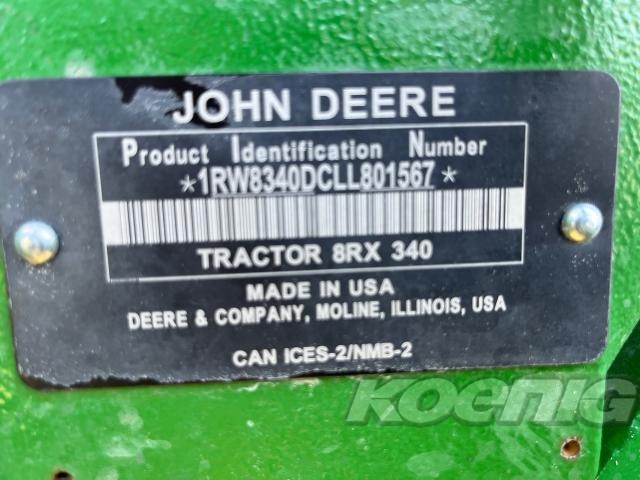 JOHN DEERE
Product Identification Number
*1RW8340DCLL801567*
TRACTOR 8RX 340
MADE IN USA
DEERE & COMPANY, MOLINE, ILLINOIS, USA
CAN ICES-2/NMB-2
KOENIG